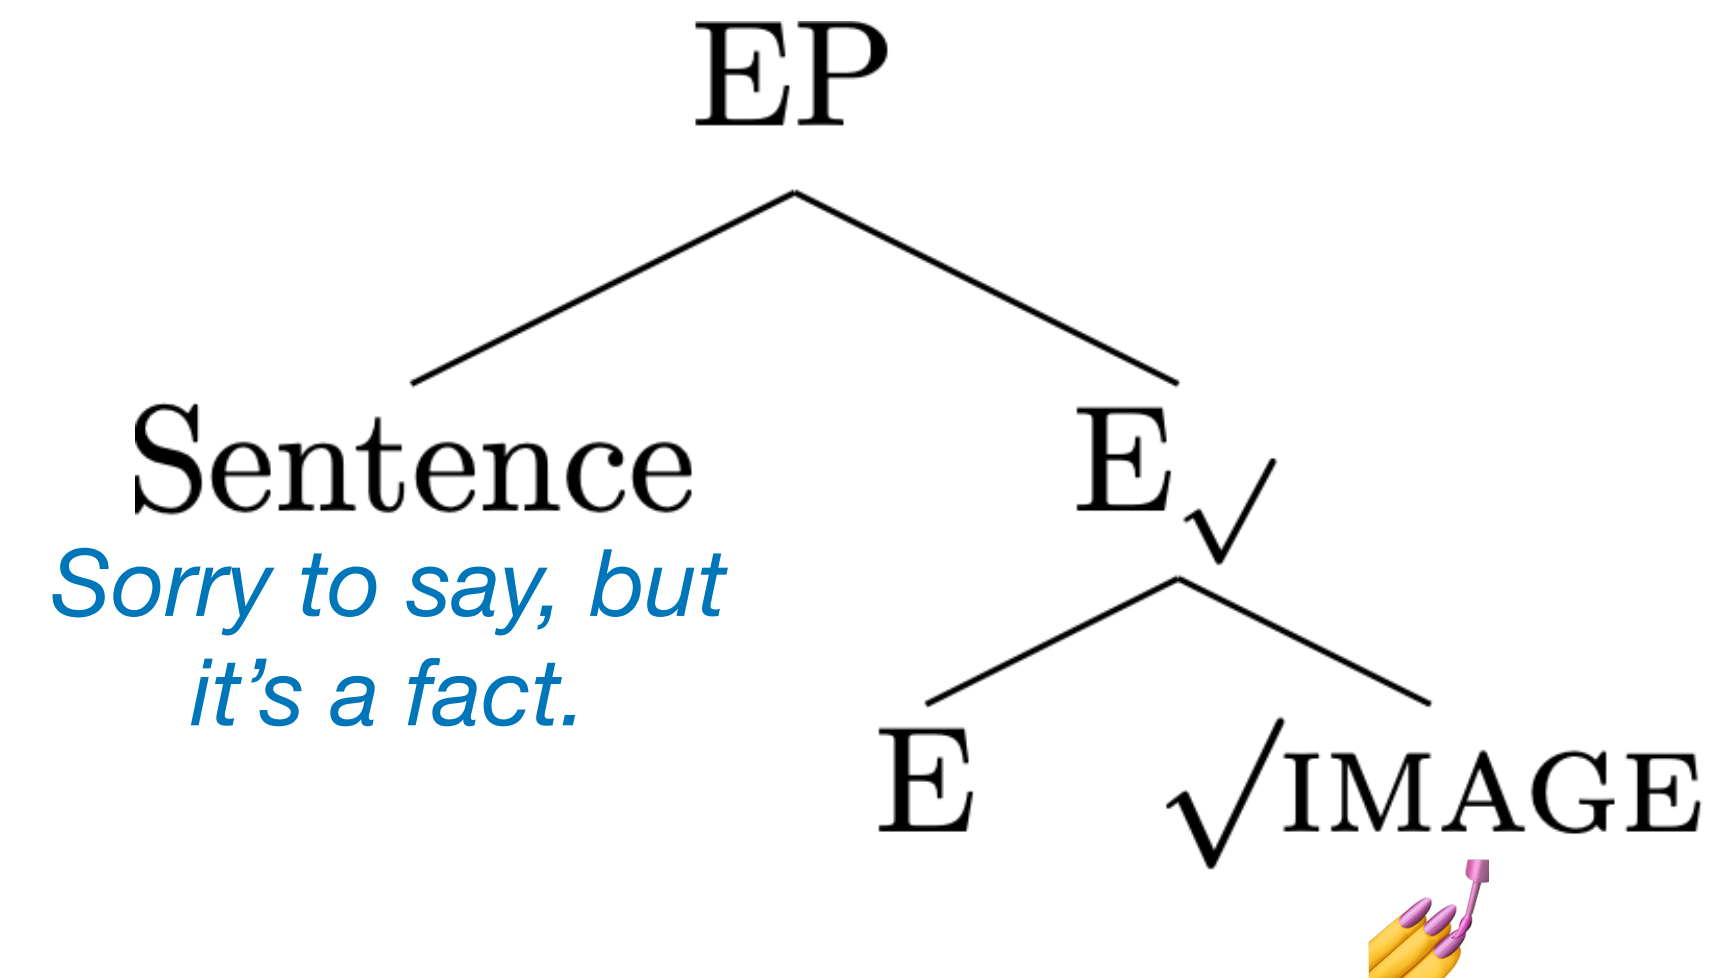 EP
Sentence
E√
Sorry to say, but
it’s a fact.
E
√IMAGE